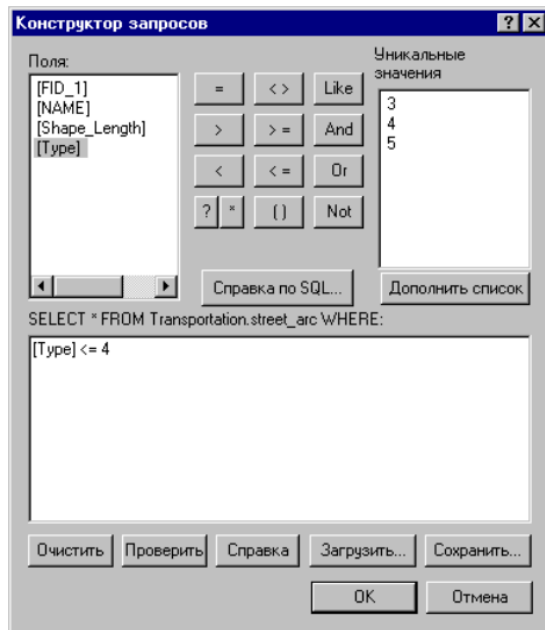 Конструктор запросов
? ×
Поля:
[FID_1]
[NAME]
[Shape_Length]
[Type]
= <> Like
> >= And
< <= Or
? * () Not
Уникальные
значения
3
4
5
Справка по SQL...
Дополнить список
SELECT * FROM Transportation.street_arc WHERE:
[Type] <= 4
Очистить Проверить Справка Загрузить... Сохранить...
OK Отмена